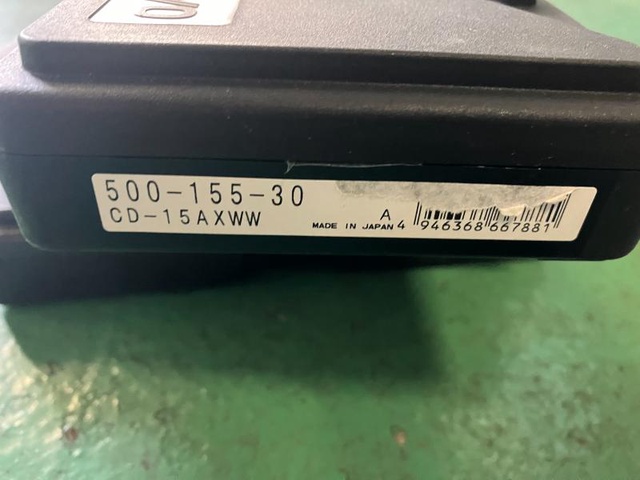 500-155-30
CD-15AXWW
A
MADE IN JAPAN
4 946368 667881